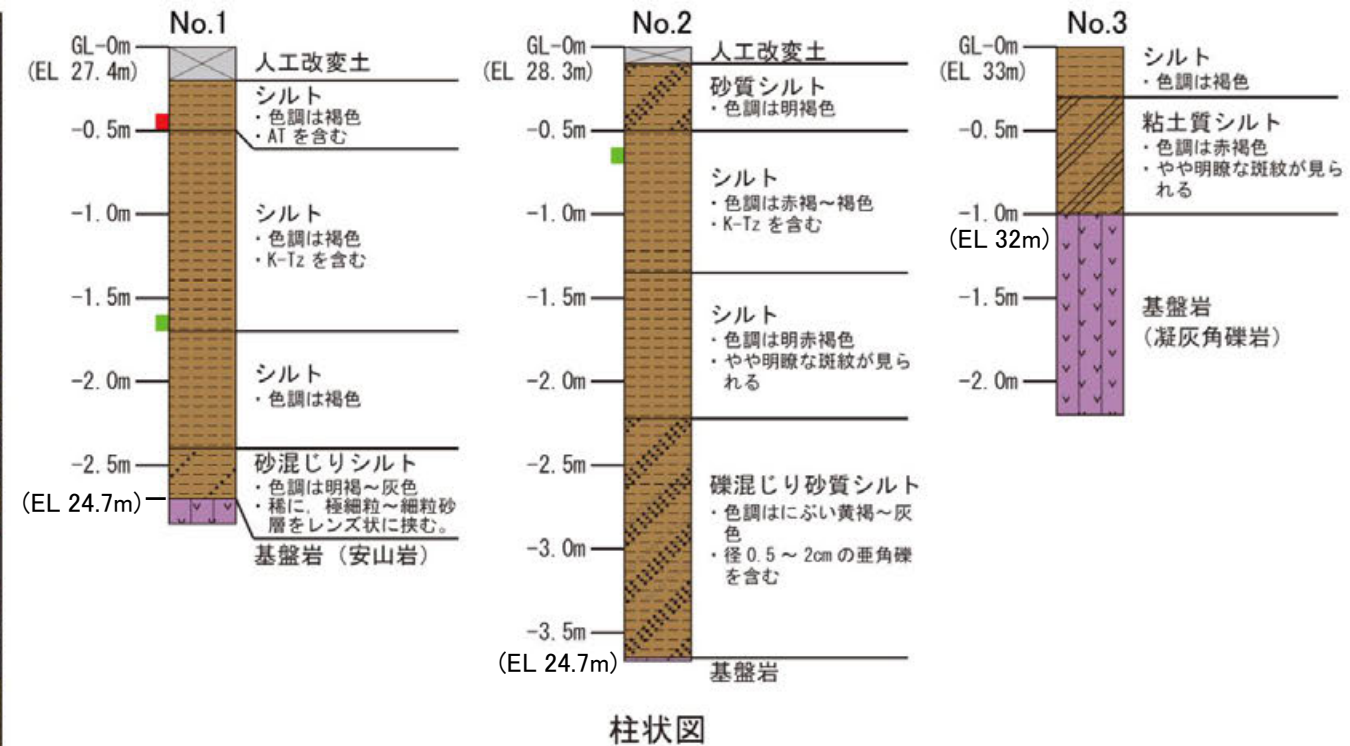 No.1
GL-0m
(EL 27.4m)
-0.5m
-1.0m
-1.5m
-2.0m
-2.5m
(EL 24.7m)
人工改変土
シルト
・色調は褐色
・ATを含む
シルト
・色調は褐色
・K-Tzを含む
シルト
・色調は褐色
砂混じりシルト
・色調は明褐～灰色
・稀に，極細粒～細粒砂
層をレンズ状に挟む。
基盤岩（安山岩）
No.2
GL-0m
(EL 28.3m)
-0.5m
-1.0m
-1.5m
-2.0m
-2.5m
-3.0m
-3.5m
(EL 24.7m)
人工改変土
砂質シルト
・色調は明褐色
シルト
・色調は赤褐～褐色
・K-Tzを含む
シルト
・色調は明赤褐色
・やや明瞭な斑紋が見ら
れる
礫混じり砂質シルト
・色調はにぶい黄褐～灰
色
・径0.5～2cmの亜角礫
を含む
基盤岩
No.3
GL-0m
(EL 33m)
-0.5m
-1.0m
(EL 32m)
-1.5m
-2.0m
シルト
・色調は褐色
粘土質シルト
・色調は赤褐色
・やや明瞭な斑紋が見ら
れる
基盤岩
（凝灰角礫岩）
柱状図